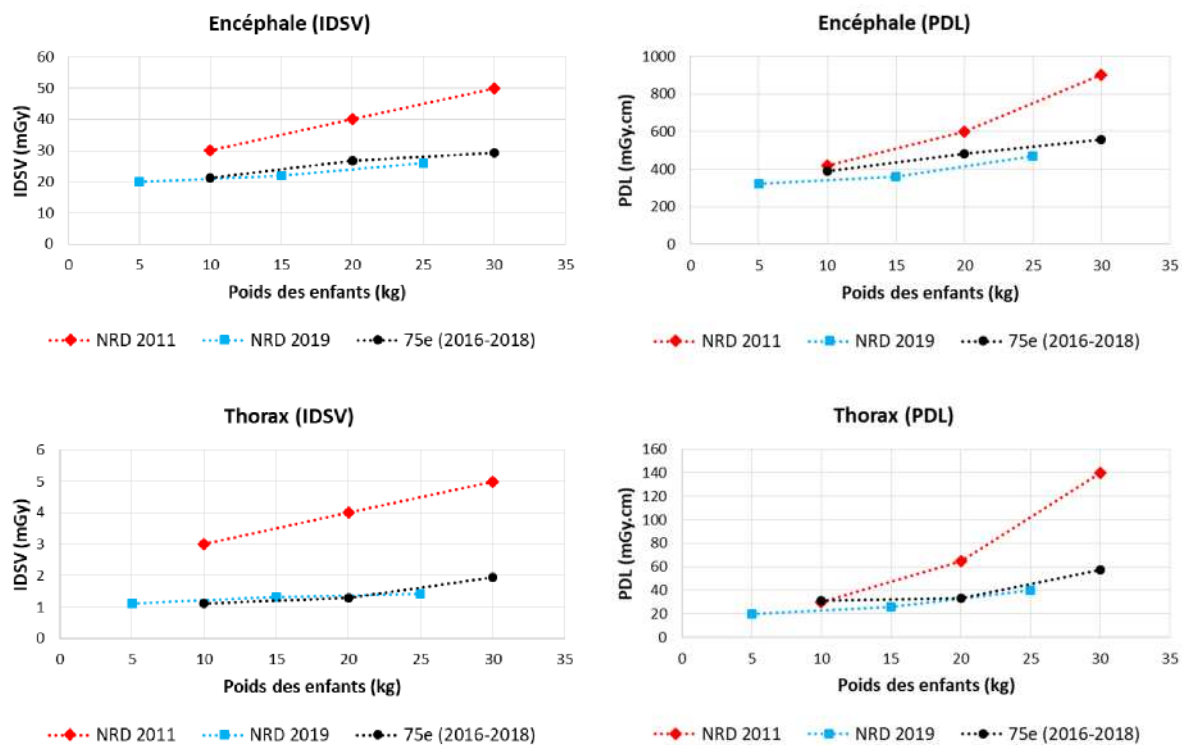 Encéphale (IDSV)
IDSV (mGy)
60
50
40
30
20
10
0
0 5 10 15 20 25 30 35
Poids des enfants (kg)
NRD 2011 NRD 2019 75e (2016-2018)
Encéphale (PDL)
PDL (mGy.cm)
1000
800
600
400
200
0
0 5 10 15 20 25 30 35
Poids des enfants (kg)
NRD 2011 NRD 2019 75e (2016-2018)
Thorax (IDSV)
IDSV (mGy)
6
5
4
3
2
1
0
0 5 10 15 20 25 30 35
Poids des enfants (kg)
NRD 2011 NRD 2019 75e (2016-2018)
Thorax (PDL)
PDL (mGy.cm)
160
140
120
100
80
60
40
20
0
0 5 10 15 20 25 30 35
Poids des enfants (kg)
NRD 2011 NRD 2019 75e (2016-2018)